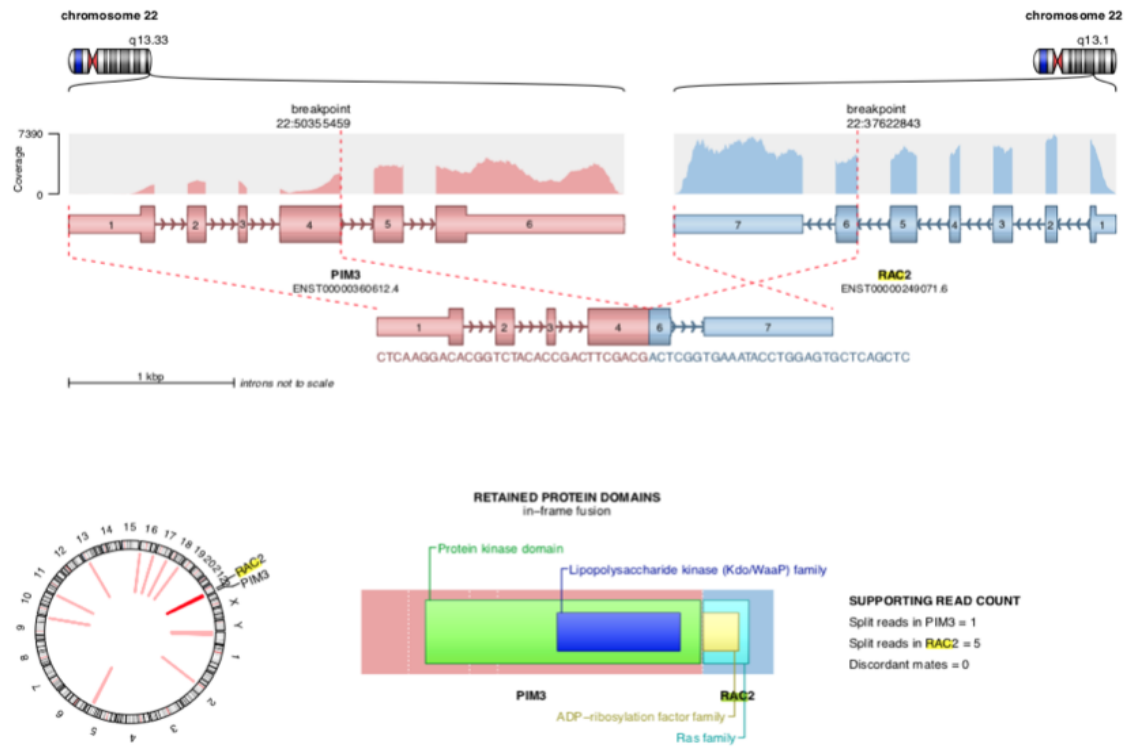 chromosome 22
chromosome 22
q13.33
q13.1
breakpoint
22:50355459
breakpoint
22:37622843
7390
Coverage
0
1 2 3 4 5 6
7 6 5 4 3 2 1
PIM3
ENST00000360612.4
RAC2
ENST00000249071.6
1 2 3 4 6 7
CTCAAGGACACGGTCTACACCGACTTCGACGACTCGGTGAAATACCTGGAGTGCTCAGCTC
1 kbp
introns not to scale
RETAINED PROTEIN DOMAINS
in-frame fusion
Protein kinase domain
Lipopolysaccharide kinase (Kdo/WaaP) family
PIM3
RAC2
ADP-ribosylation factor family
Ras family
SUPPORTING READ COUNT
Split reads in PIM3 = 1
Split reads in RAC2 = 5
Discordant mates = 0
RAC2
PIM3
1
2
3
4
5
6
7
8
9
10
11
12
13
14
15
16
17
18
19
20
X
Y